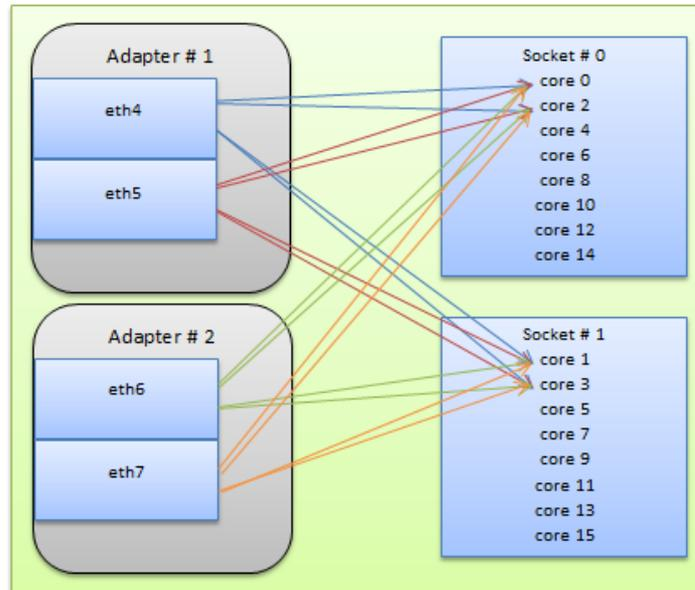 Adapter # 1
eth4
eth5
Adapter # 2
eth6
eth7
Socket # 0
core 0
core 2
core 4
core 6
core 8
core 10
core 12
core 14
Socket # 1
core 1
core 3
core 5
core 7
core 9
core 11
core 13
core 15